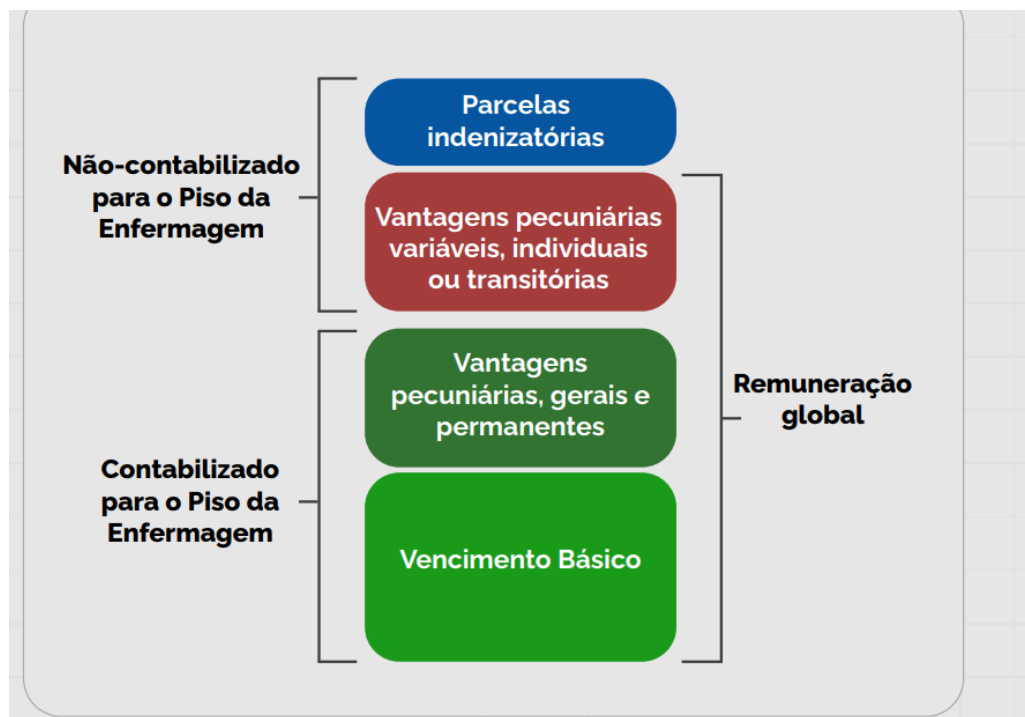 Parcelas
indenizatórias
Não-contabilizado
para o Piso da
Enfermagem
Vantagens pecuniárias
variáveis, individuais
ou transitórias
Vantagens
pecuniárias, gerais e
permanentes
Remuneração
global
Contabilizado
para o Piso da
Enfermagem
Vencimento Básico